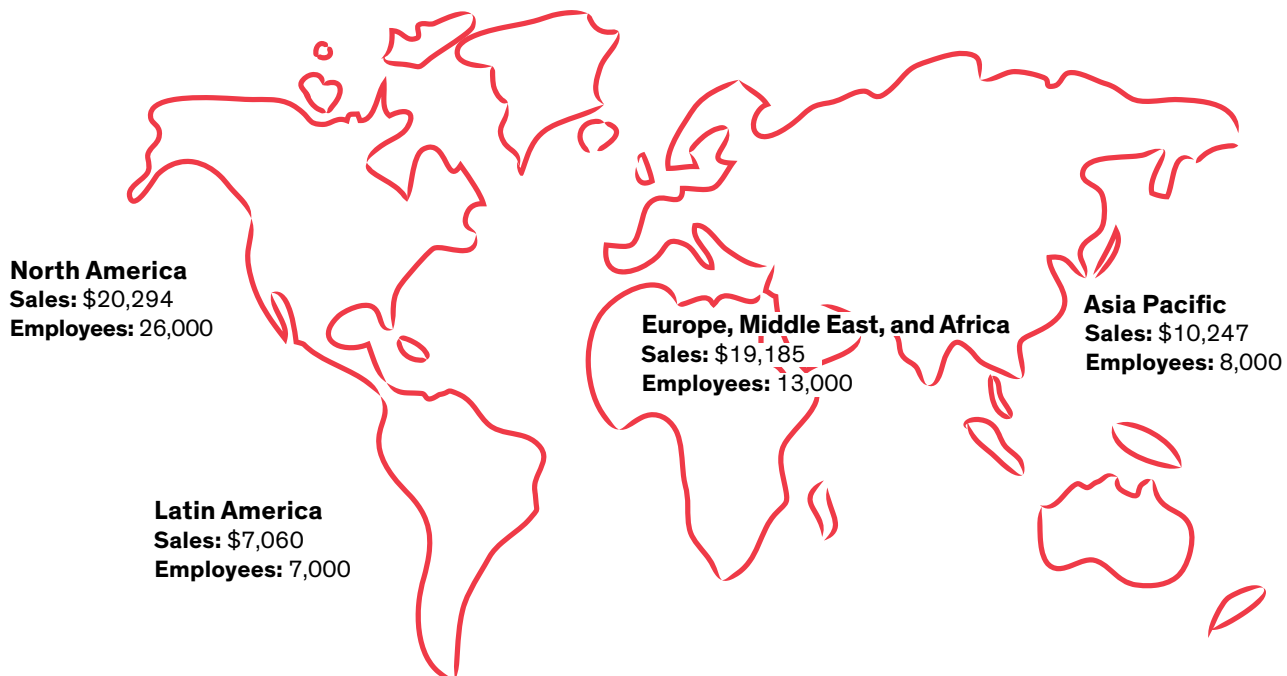 North America
Sales: $20,294
Employees: 26,000
Europe, Middle East, and Africa
Sales: $19,185
Employees: 13,000
Asia Pacific
Sales: $10,247
Employees: 8,000
Latin America
Sales: $7,060
Employees: 7,000